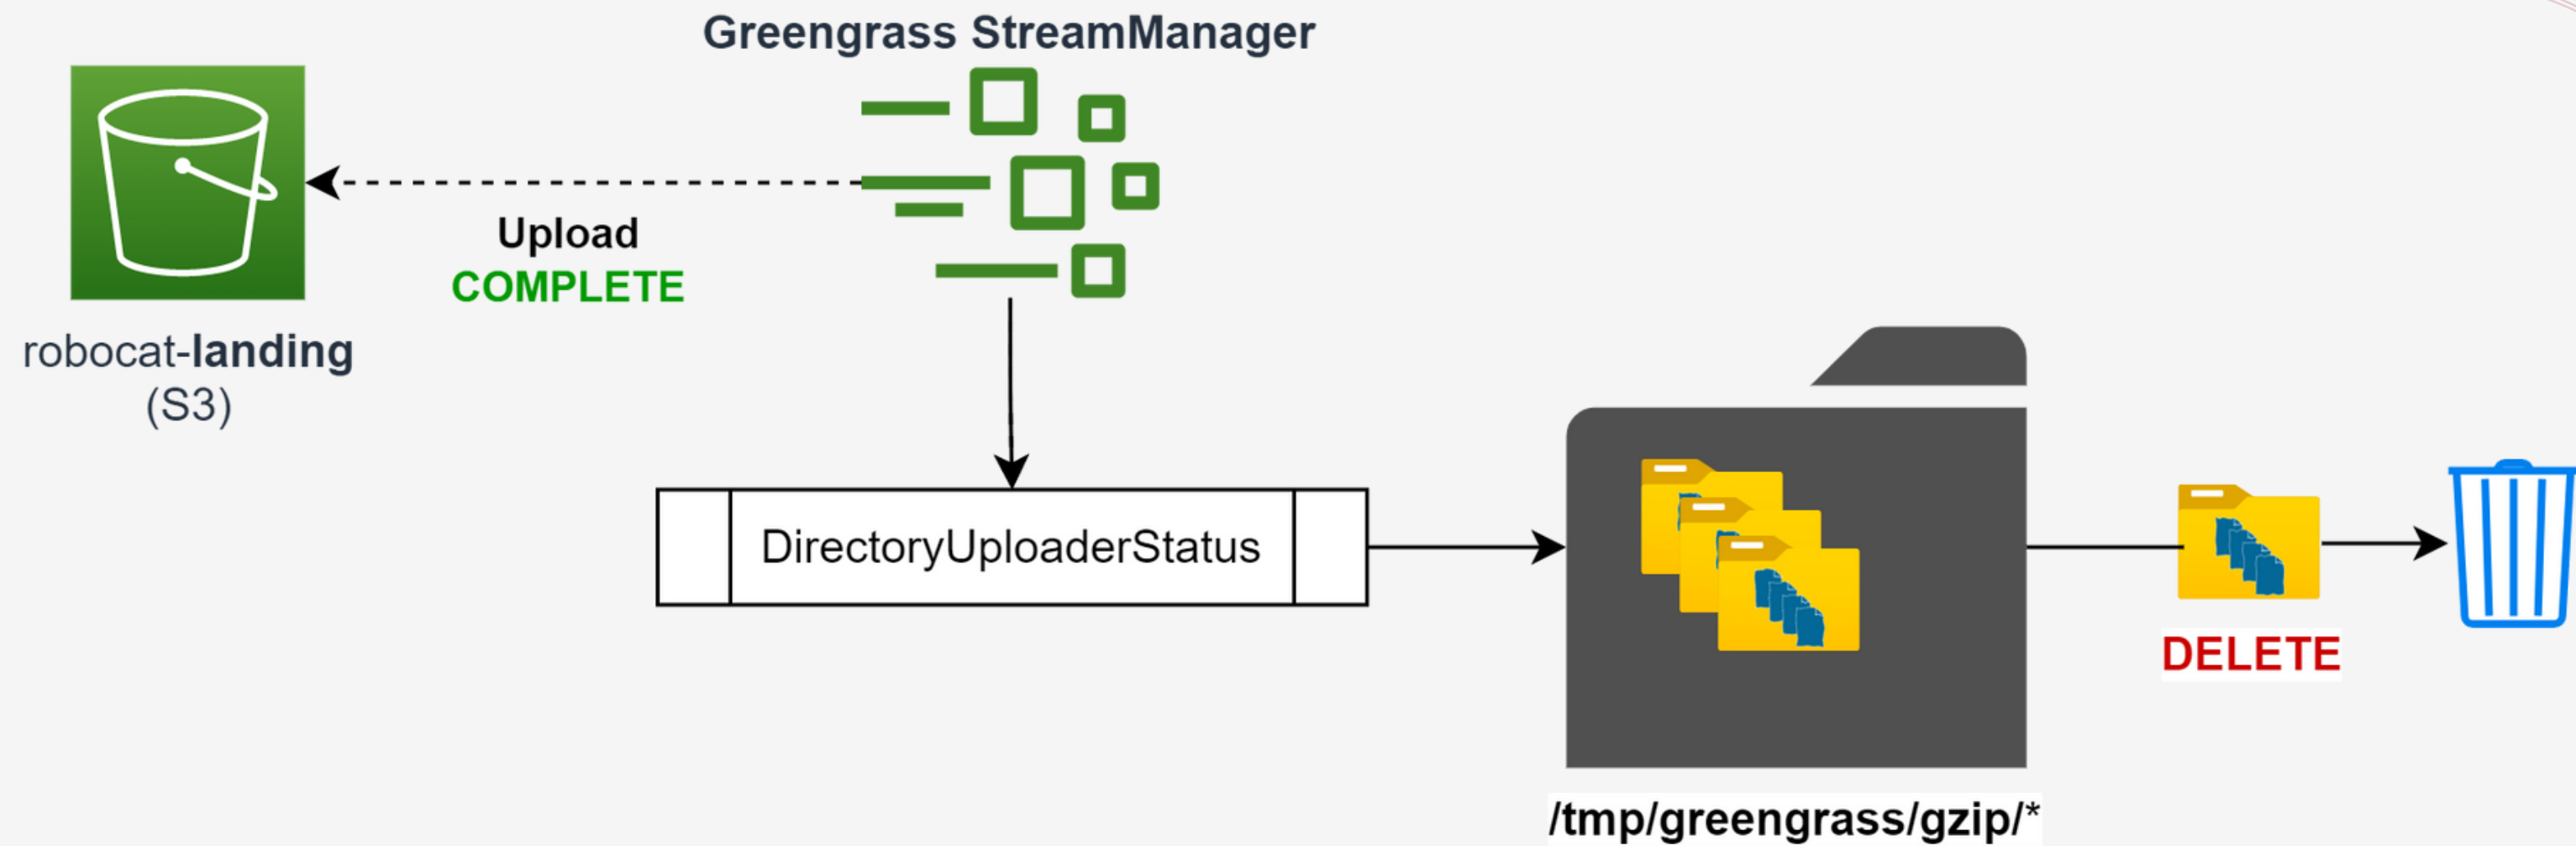 Greengrass StreamManager
Upload
COMPLETE
robocat-landing
(S3)
DirectoryUploaderStatus
DELETE
/tmp/greengrass/gzip/*